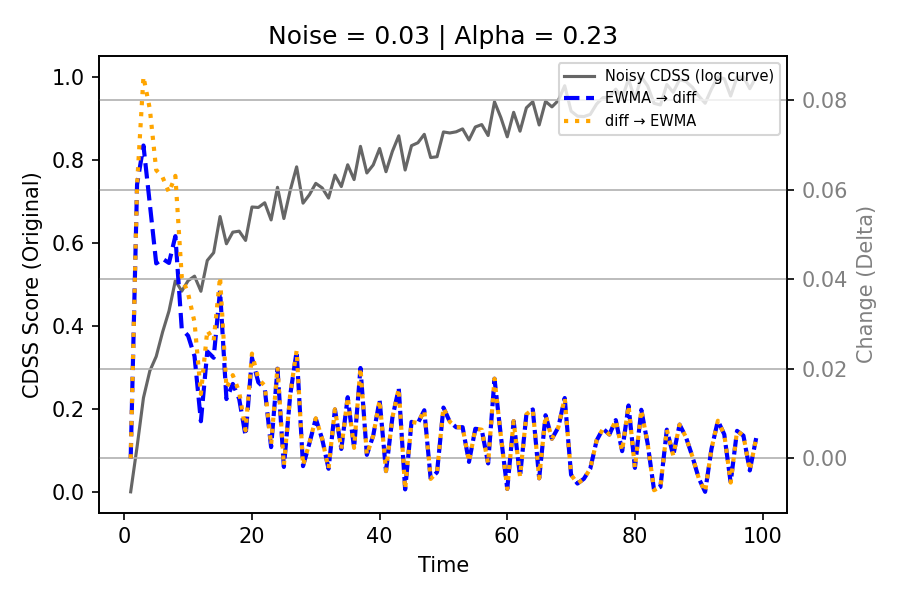 Noise = 0.03 | Alpha = 0.23
Noisy CDSS (log curve)
EWMA → diff
diff → EWMA
CDSS Score (Original)
1.0
0.8
0.6
0.4
0.2
0.0
0.08
0.06
0.04
0.02
0.00
Change (Delta)
0 20 40 60 80 100
Time